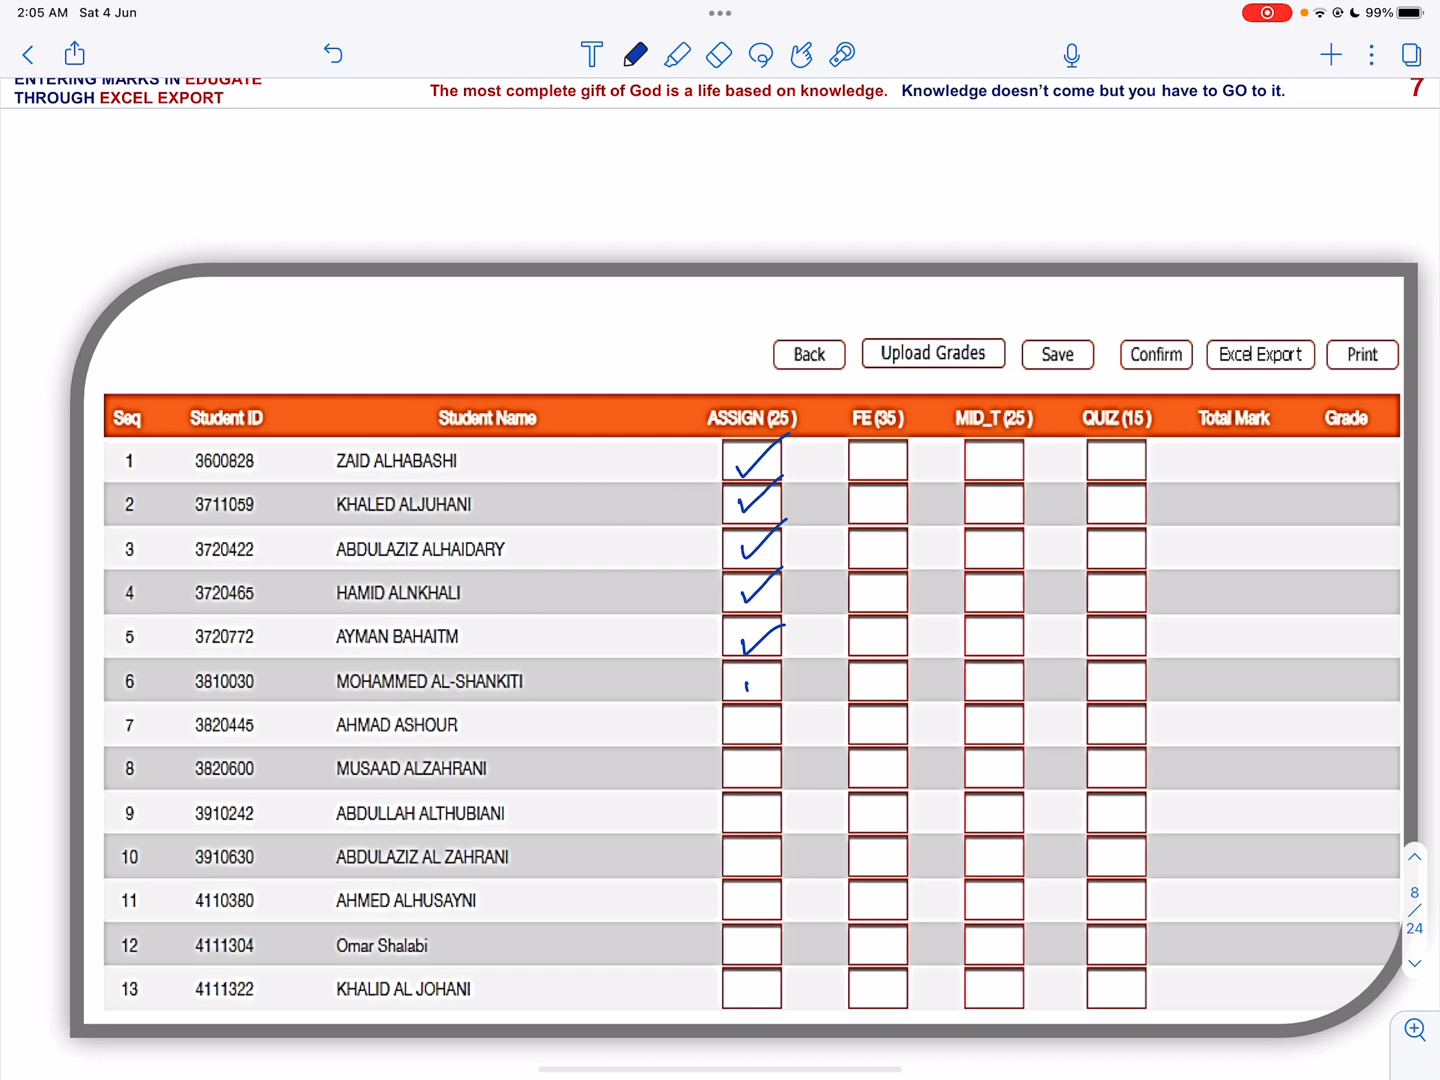 2:05 AM Sat 4 Jun
99%
ENTERING MARKS IN EDUGATE
THROUGH EXCEL EXPORT
The most complete gift of God is a life based on knowledge. Knowledge doesn’t come but you have to GO to it.
7
Back Upload Grades Save Confirm Excel Export Print
Seq Student ID Student Name ASSIGN (25 ) FE (35 ) MID_T (25 ) QUIZ (15 ) Total Mark Grade
1 3600828 ZAID ALHABASHI
2 3711059 KHALED ALJUHANI
3 3720422 ABDULAZIZ ALHAIDARY
4 3720465 HAMID ALNKHALI
5 3720772 AYMAN BAHAITM
6 3810030 MOHAMMED AL-SHANKITI
7 3820445 AHMAD ASHOUR
8 3820600 MUSAAD ALZAHRANI
9 3910242 ABDULLAH ALTHUBIANI
10 3910630 ABDULAZIZ AL ZAHRANI
11 4110380 AHMED ALHUSAYNI
12 4111304 Omar Shalabi
13 4111322 KHALID AL JOHANI
8
/
24